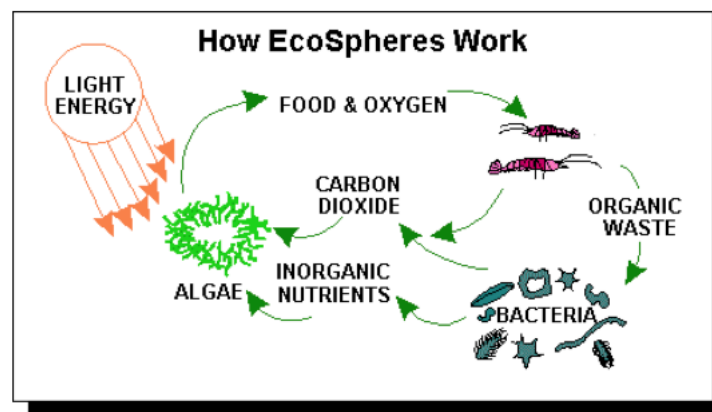 How EcoSpheres Work
LIGHT
ENERGY
FOOD & OXYGEN
CARBON
DIOXIDE
ORGANIC
WASTE
ALGAE
INORGANIC
NUTRIENTS
BACTERIA